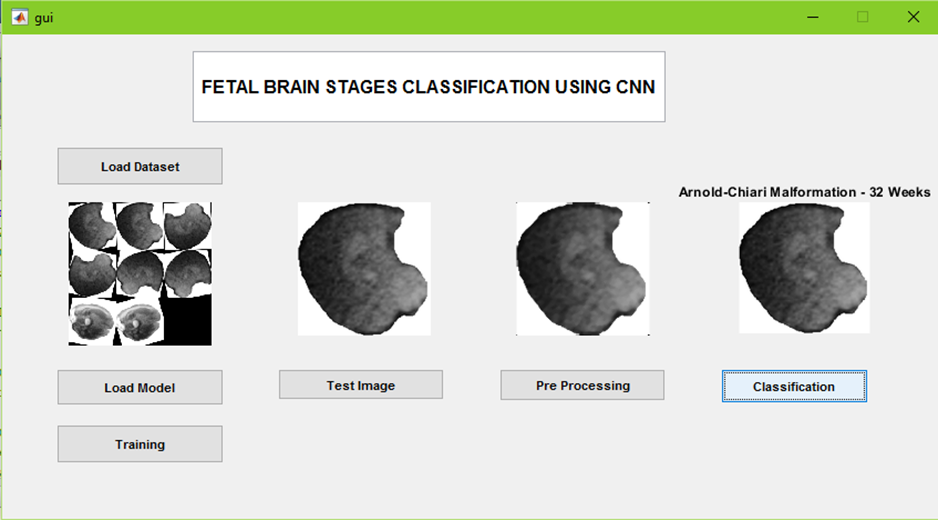 gui
FETAL BRAIN STAGES CLASSIFICATION USING CNN
Load Dataset
Arnold-Chiari Malformation - 32 Weeks
Load Model
Test Image
Pre Processing
Classification
Training